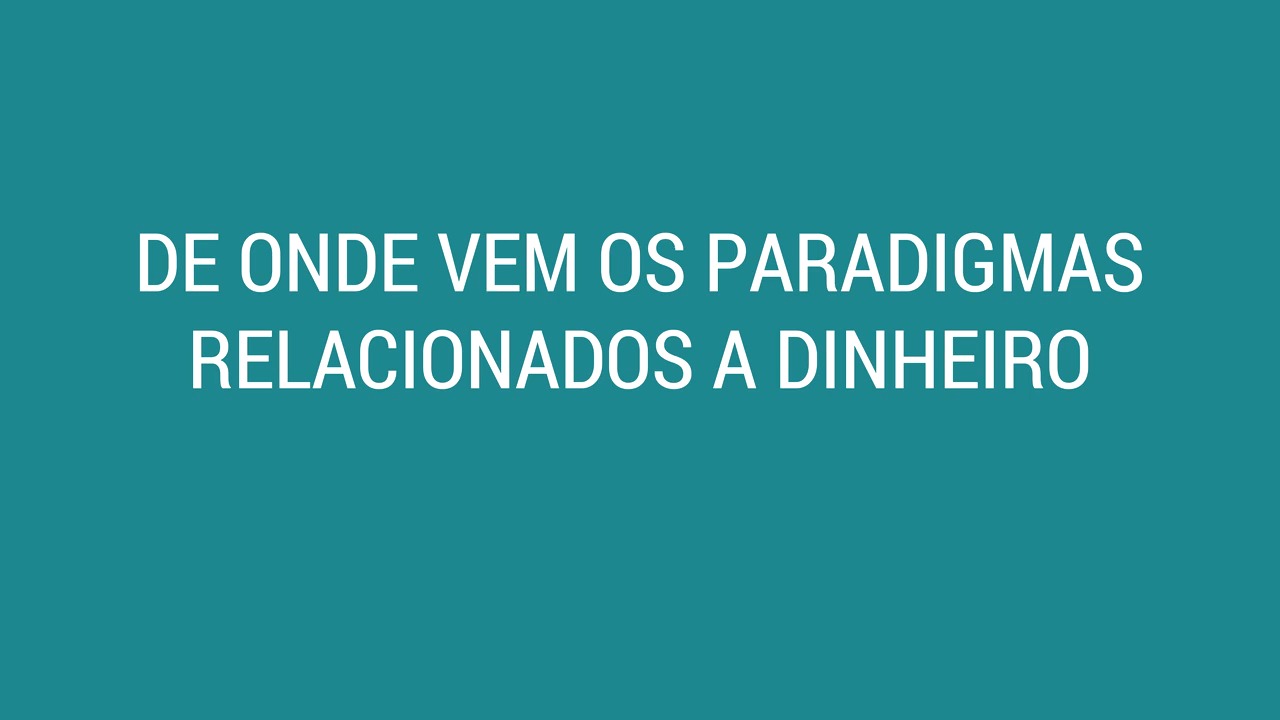 DE ONDE VEM OS PARADIGMAS
RELACIONADOS A DINHEIRO